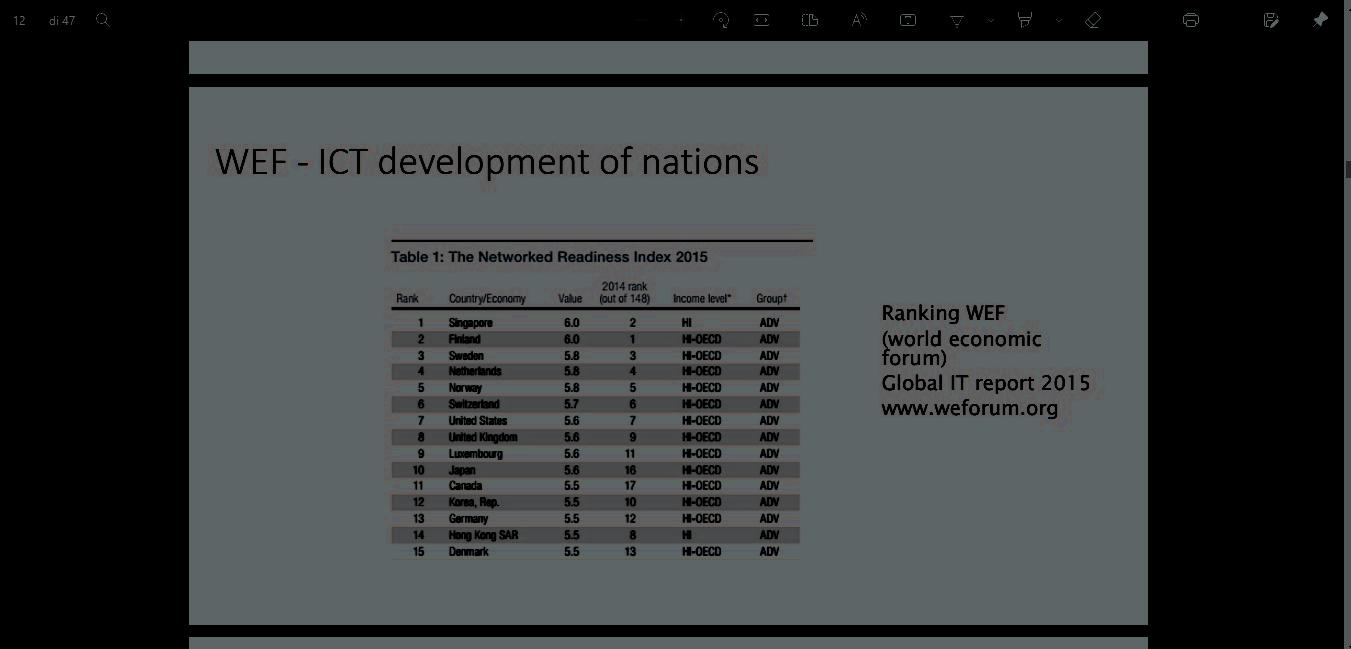 12 di 47
WEF - ICT development of nations
Table 1: The Networked Readiness Index 2015
2014 rank
Rank Country/Economy Value (out of 148) Income level* Group†
1 Singapore 6.0 2 HI ADV
2 Finland 6.0 1 HI-OECD ADV
3 Sweden 5.8 3 HI-OECD ADV
4 Netherlands 5.8 4 HI-OECD ADV
5 Norway 5.8 5 HI-OECD ADV
6 Switzerland 5.7 6 HI-OECD ADV
7 United States 5.6 7 HI-OECD ADV
8 United Kingdom 5.6 9 HI-OECD ADV
9 Luxembourg 5.6 11 HI-OECD ADV
10 Japan 5.6 16 HI-OECD ADV
11 Canada 5.5 17 HI-OECD ADV
12 Korea, Rep. 5.5 10 HI-OECD ADV
13 Germany 5.5 12 HI-OECD ADV
14 Hong Kong SAR 5.5 8 HI ADV
15 Denmark 5.5 13 HI-OECD ADV
Ranking WEF
(world economic
forum)
Global IT report 2015
www.weforum.org